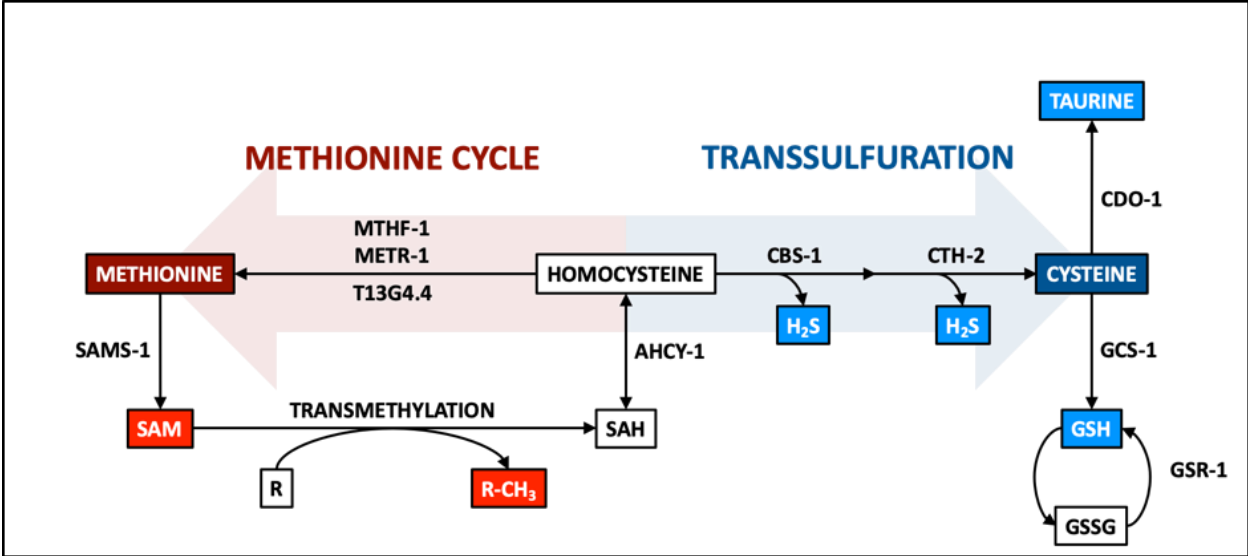 TAURINE
METHIONINE CYCLE
TRANSSULFURATION
CDO-1
MTHF-1
METR-1
CBS-1
CTH-2
METHIONINE
HOMOCYSTEINE
CYSTEINE
T13G4.4
H₂S
H₂S
SAMS-1
AHCY-1
GCS-1
TRANSMETHYLATION
SAM
SAH
GSH
R
R-CH₃
GSR-1
GSSG